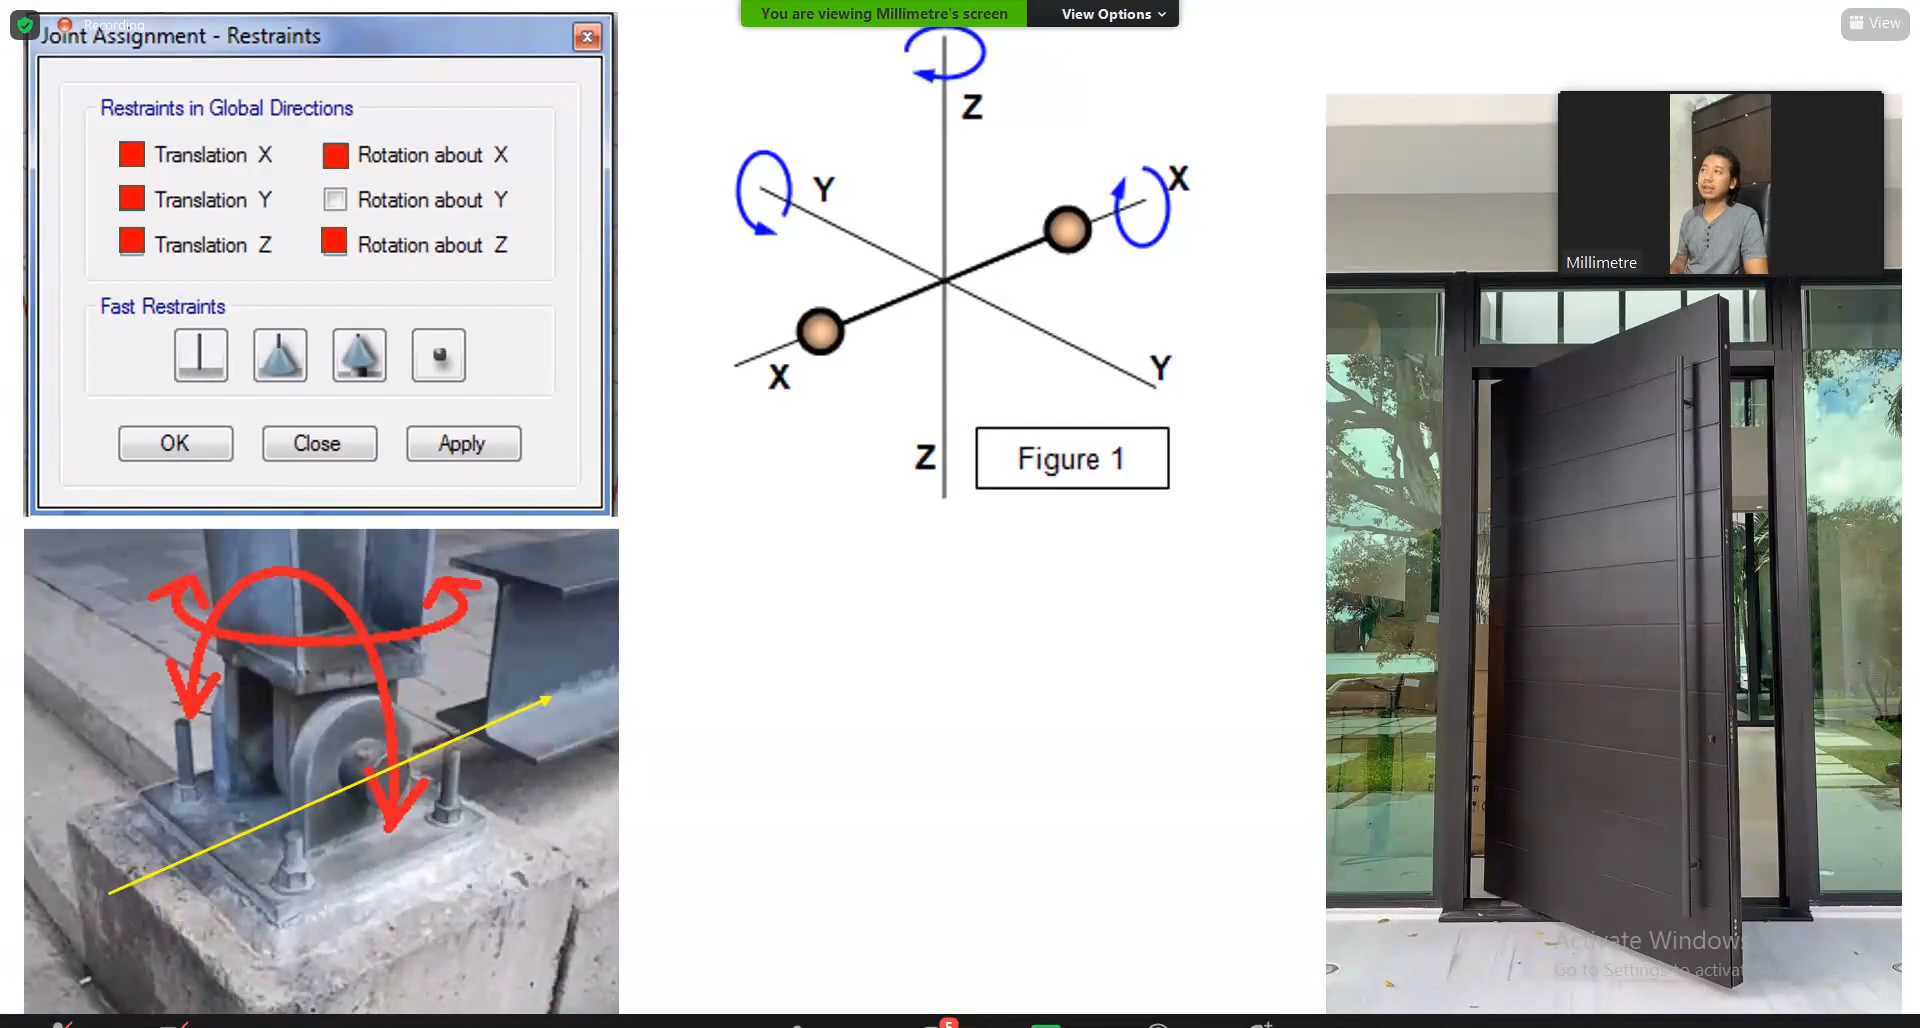 Recording
You are viewing Millimetre's screen
View Options
View
Joint Assignment - Restraints
Restraints in Global Directions
Translation X
Rotation about X
Translation Y
Rotation about Y
Translation Z
Rotation about Z
Fast Restraints
OK
Close
Apply
Z
Y
X
X
Y
Z
Figure 1
Millimetre
Activate Windows
Go to Settings to activat
5